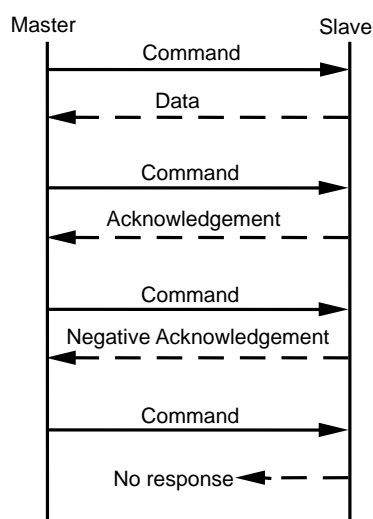 Master Slave
Command
Data
Command
Acknowledgement
Command
Negative Acknowledgement
Command
No response